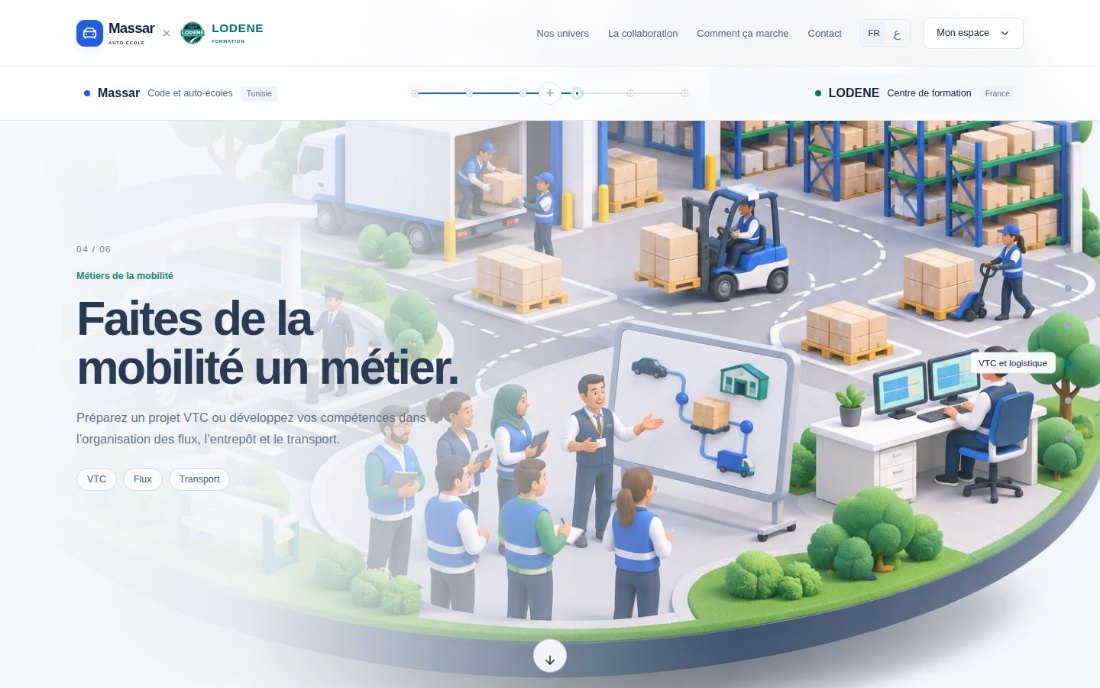 Massar
AUTO-ÉCOLE
×
LODENE
LODENE
FORMATION
Nos univers
La collaboration
Comment ça marche
Contact
FR
ع
Mon espace
Massar Code et auto-écoles Tunisie
LODENE Centre de formation France
04 / 06
Métiers de la mobilité
Faites de la
mobilité un métier.
Préparez un projet VTC ou développez vos compétences dans
l’organisation des flux, l’entrepôt et le transport.
VTC
Flux
Transport
VTC et logistique